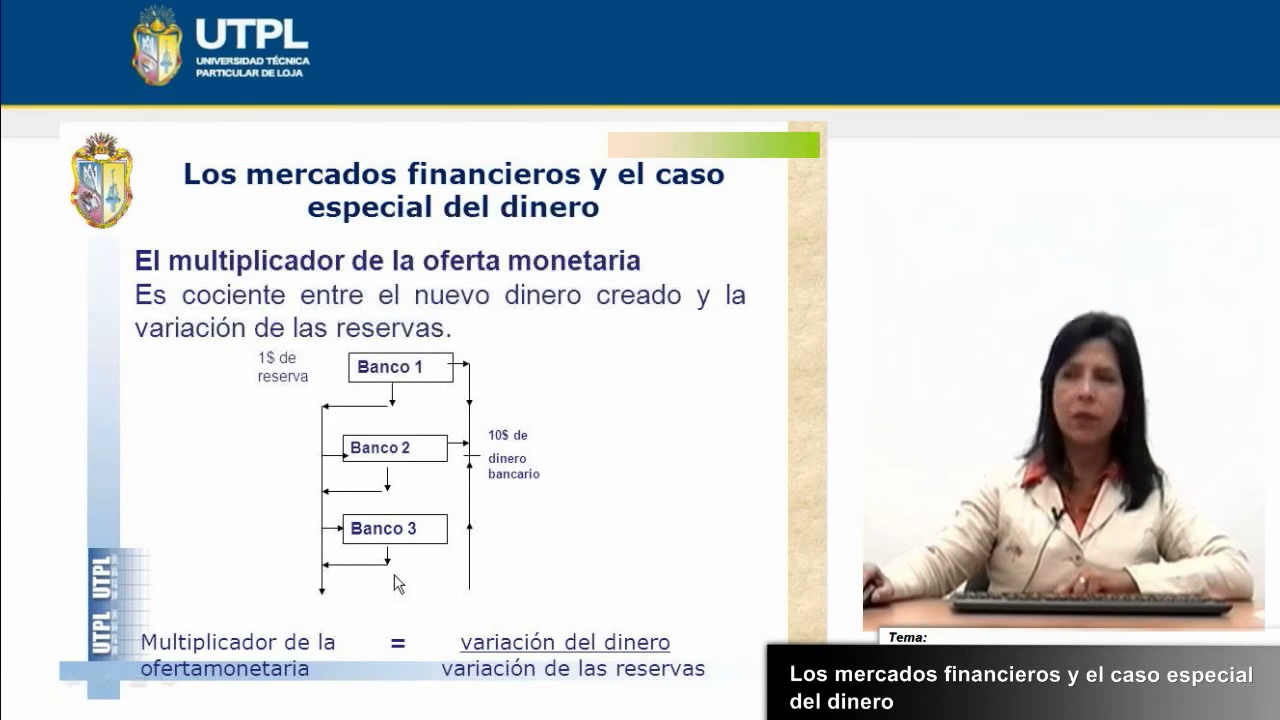 UTPL
UNIVERSIDAD TÉCNICA
PARTICULAR DE LOJA
Los mercados financieros y el caso
especial del dinero
El multiplicador de la oferta monetaria
Es cociente entre el nuevo dinero creado y la
variación de las reservas.
1$ de
reserva
Banco 1
Banco 2
10$ de
dinero
bancario
Banco 3
UTPL UTPL
Multiplicador de la = variación del dinero
ofertamonetaria variación de las reservas
Tema:
Los mercados financieros y el caso especial
del dinero